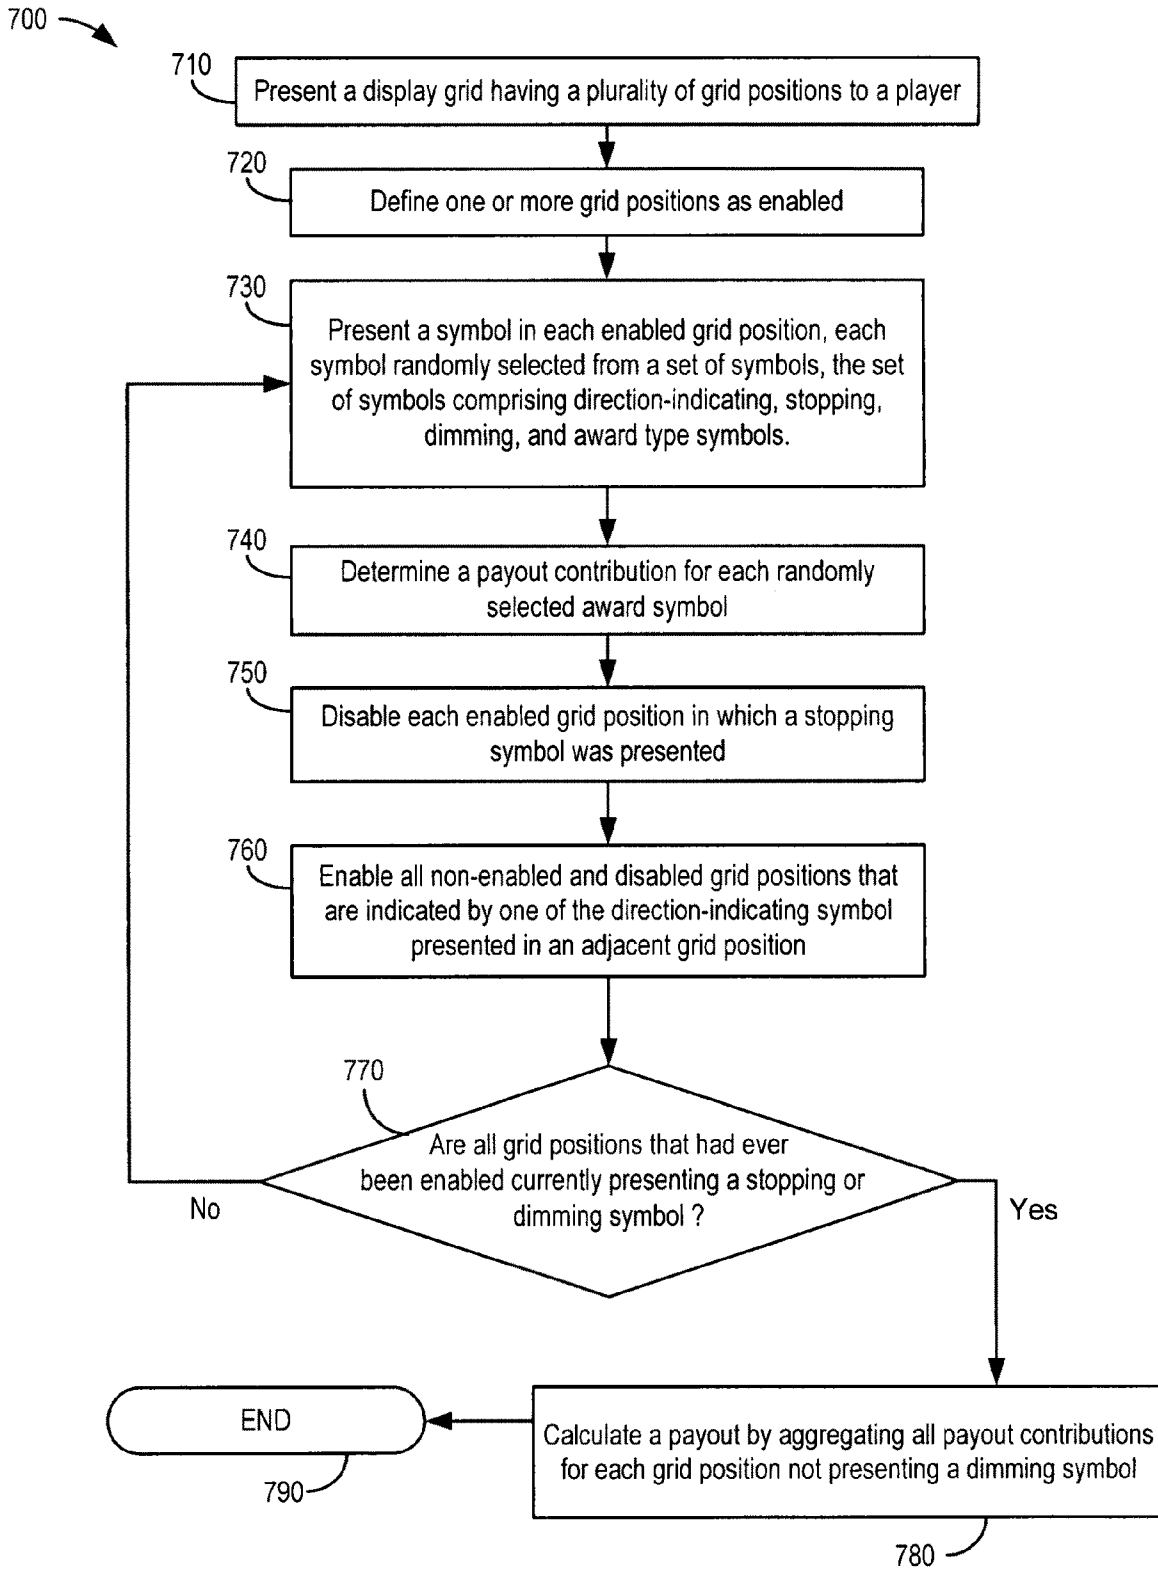 700
710
Present a display grid having a plurality of grid positions to a player
720
Define one or more grid positions as enabled
730
Present a symbol in each enabled grid position, each
symbol randomly selected from a set of symbols, the set
of symbols comprising direction-indicating, stopping,
dimming, and award type symbols.
740
Determine a payout contribution for each randomly
selected award symbol
750
Disable each enabled grid position in which a stopping
symbol was presented
760
Enable all non-enabled and disabled grid positions that
are indicated by one of the direction-indicating symbol
presented in an adjacent grid position
770
Are all grid positions that had ever
been enabled currently presenting a stopping or
dimming symbol ?
No
Yes
END
790
Calculate a payout by aggregating all payout contributions
for each grid position not presenting a dimming symbol
780